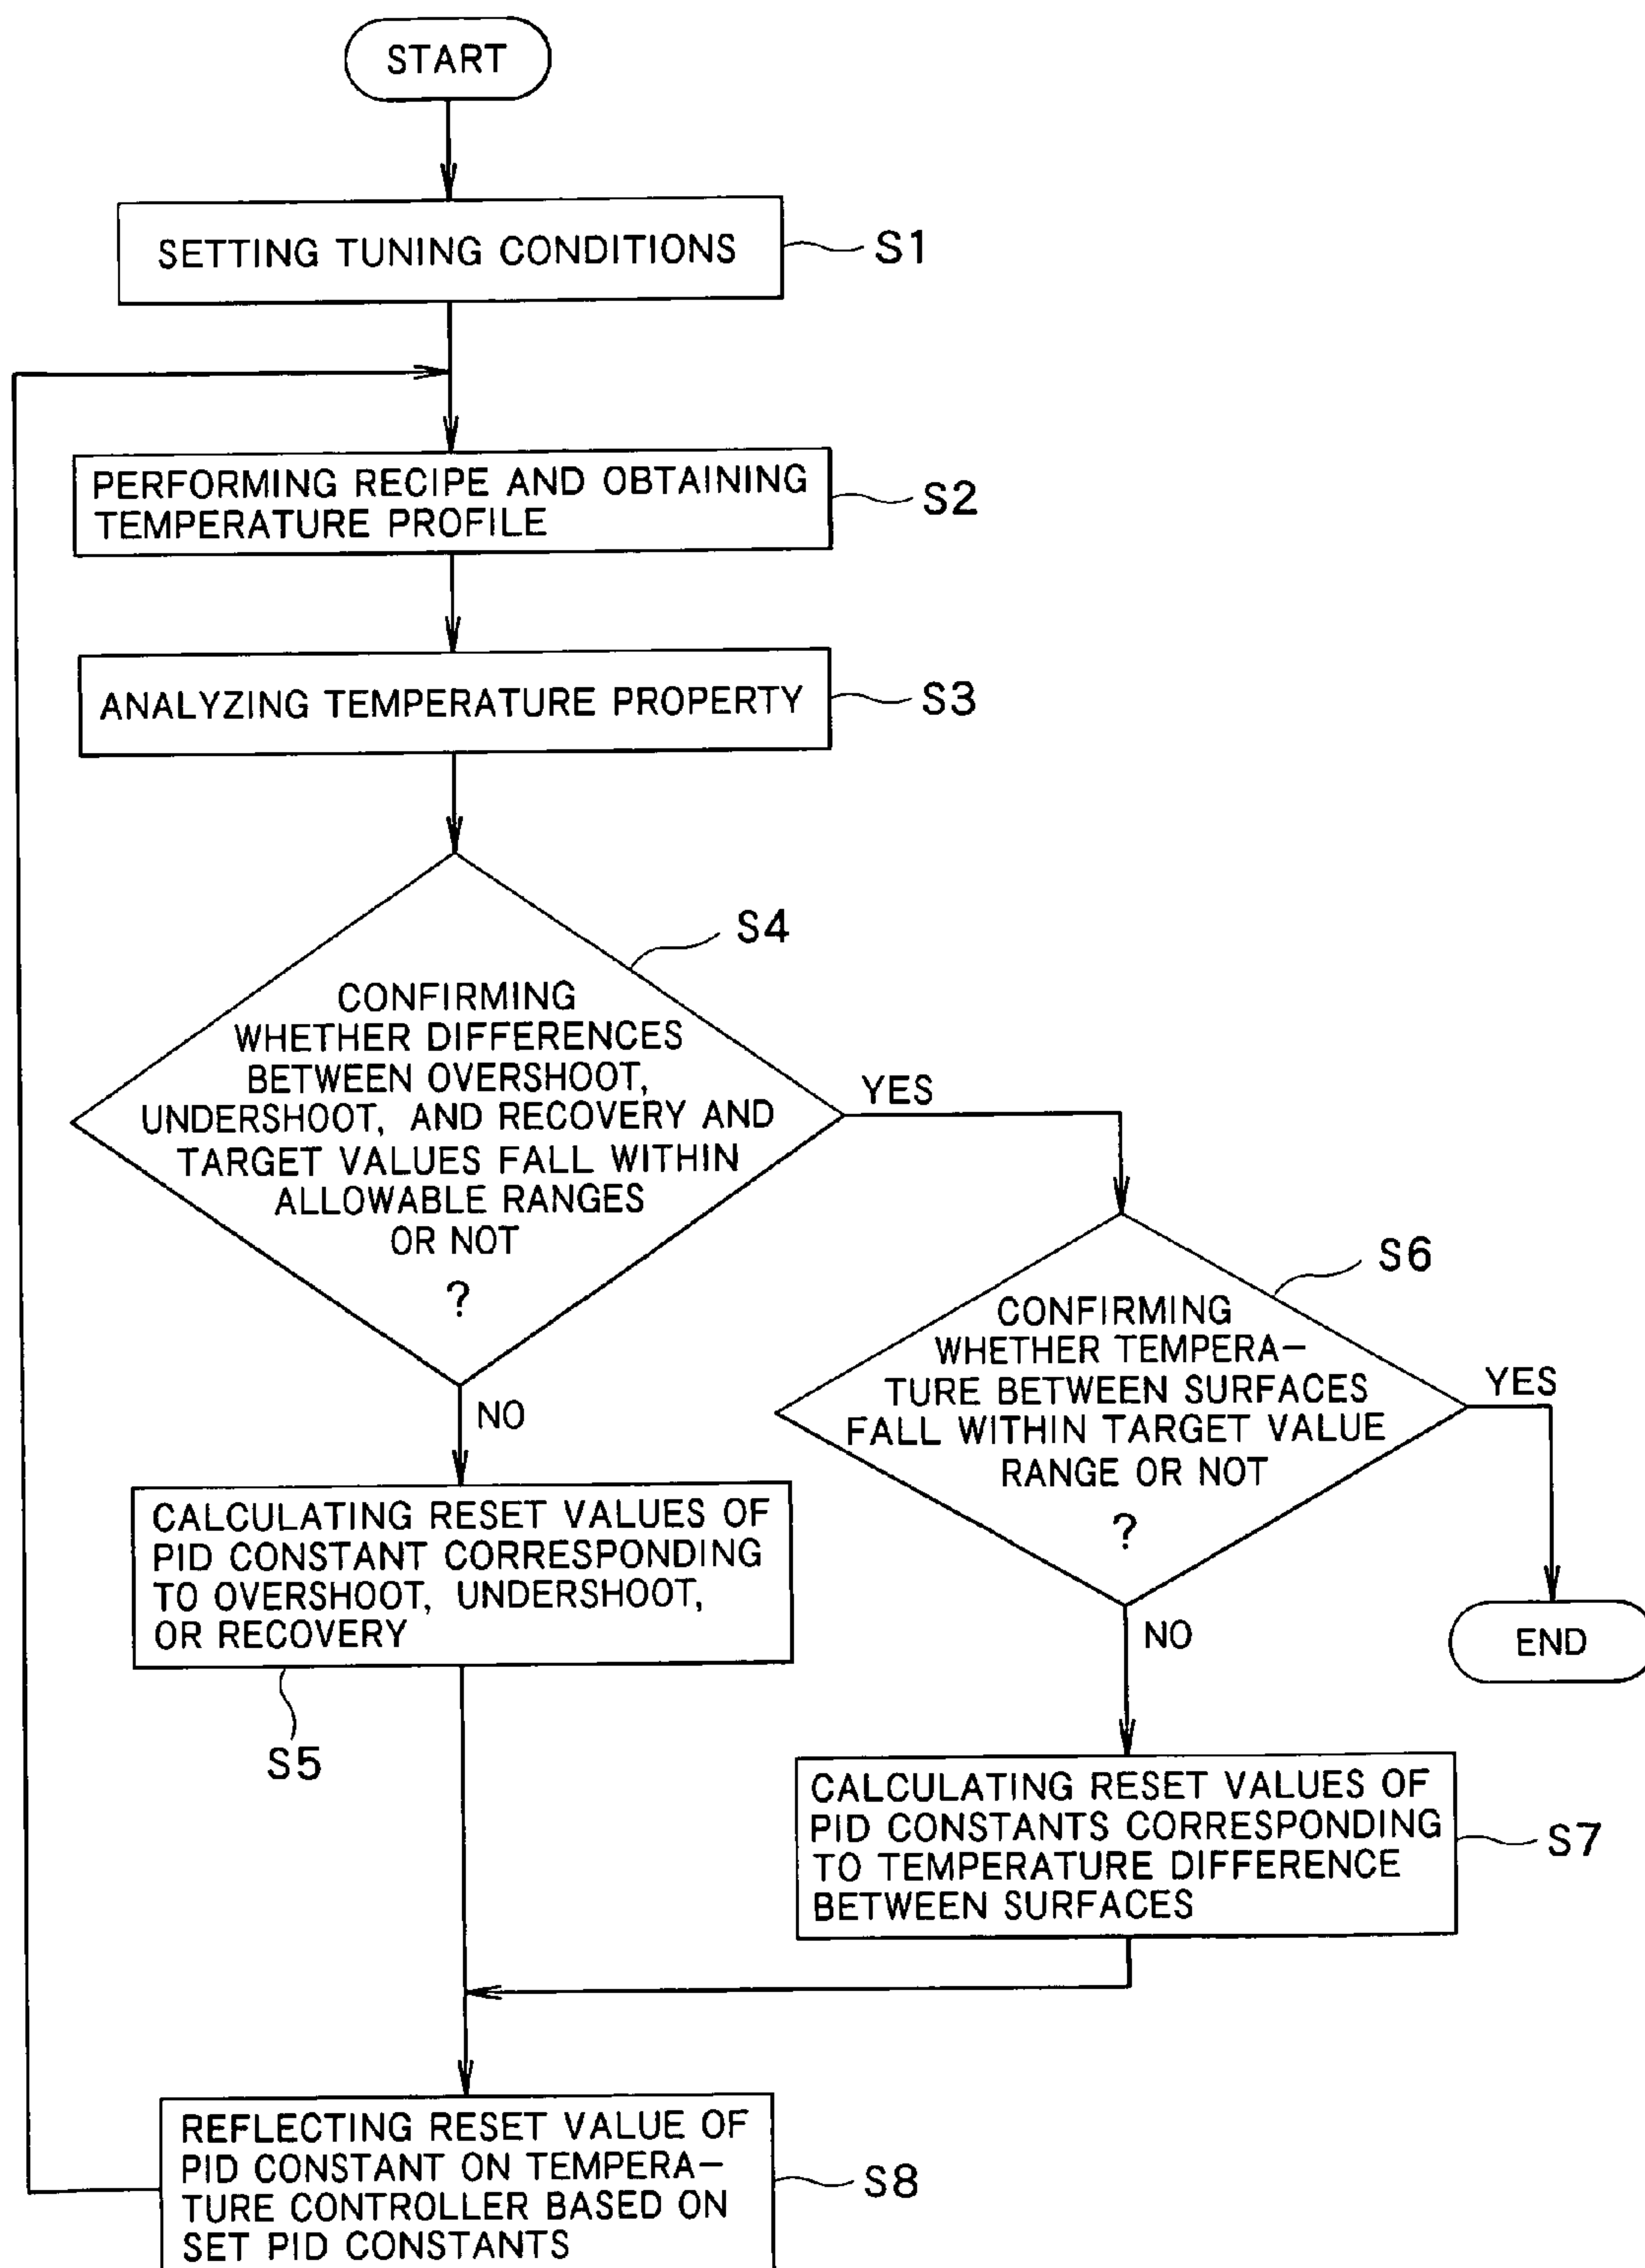 START
SETTING TUNING CONDITIONS
S1
PERFORMING RECIPE AND OBTAINING
TEMPERATURE PROFILE
S2
ANALYZING TEMPERATURE PROPERTY
S3
S4
CONFIRMING
WHETHER DIFFERENCES
BETWEEN OVERSHOOT,
UNDERSHOOT, AND RECOVERY AND
TARGET VALUES FALL WITHIN
ALLOWABLE RANGES
OR NOT
?
YES
NO
S6
CONFIRMING
WHETHER TEMPERA-
TURE BETWEEN SURFACES
FALL WITHIN TARGET VALUE
RANGE OR NOT
?
YES
NO
END
CALCULATING RESET VALUES OF
PID CONSTANT CORRESPONDING
TO OVERSHOOT, UNDERSHOOT,
OR RECOVERY
S5
CALCULATING RESET VALUES OF
PID CONSTANTS CORRESPONDING
TO TEMPERATURE DIFFERENCE
BETWEEN SURFACES
S7
REFLECTING RESET VALUE OF
PID CONSTANT ON TEMPERA-
TURE CONTROLLER BASED ON
SET PID CONSTANTS
S8